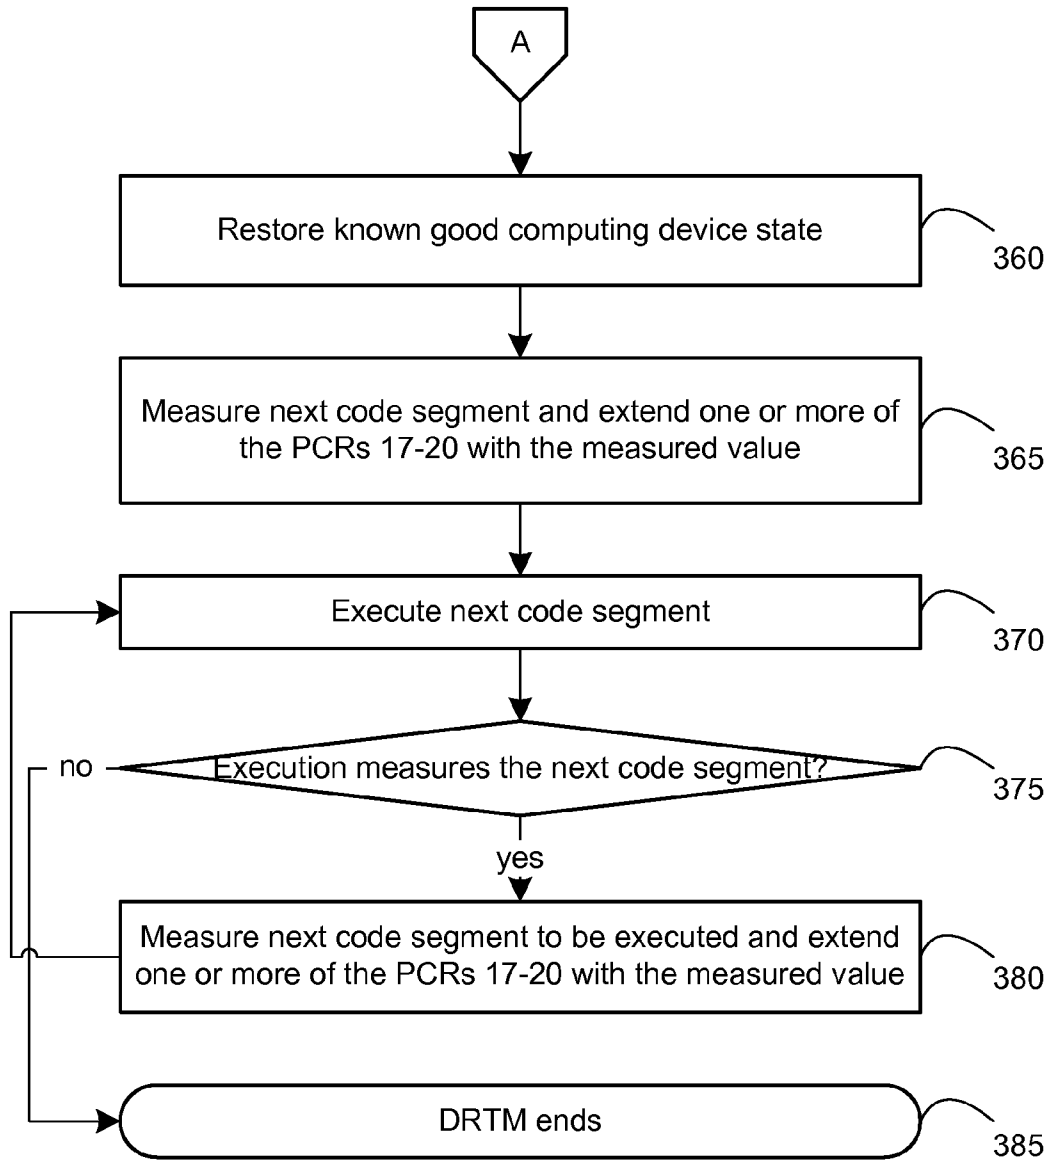 A
Restore known good computing device state
360
Measure next code segment and extend one or more of
the PCRs 17-20 with the measured value
365
Execute next code segment
370
no
Execution measures the next code segment?
375
yes
Measure next code segment to be executed and extend
one or more of the PCRs 17-20 with the measured value
380
DRTM ends
385